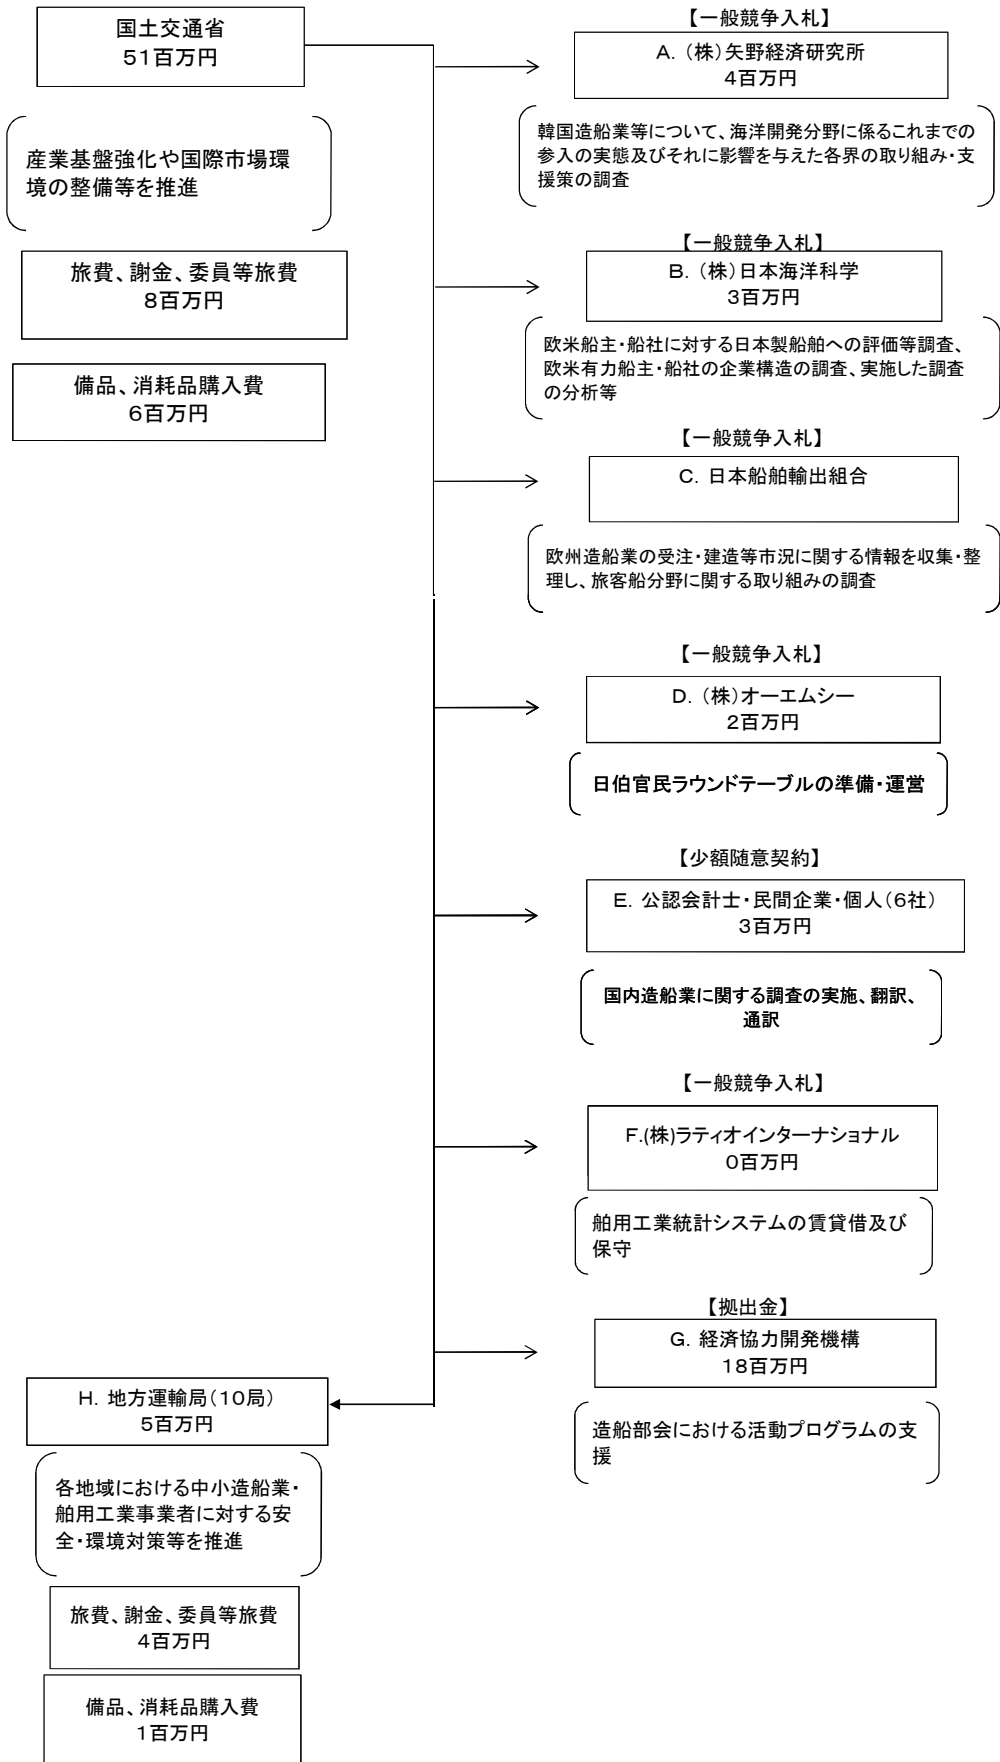 国土交通省
51百万円
産業基盤強化や国際市場環
境の整備等を推進
旅費、謝金、委員等旅費
8百万円
備品、消耗品購入費
6百万円
【一般競争入札】
A. (株)矢野経済研究所
4百万円
韓国造船業等について、海洋開発分野に係るこれまでの
参入の実態及びそれに影響を与えた各界の取り組み・支
援策の調査
【一般競争入札】
B. (株)日本海洋科学
3百万円
欧米船主・船社に対する日本製船舶への評価等調査、
欧米有力船主・船社の企業構造の調査、実施した調査
の分析等
【一般競争入札】
C. 日本船舶輸出組合
欧州造船業の受注・建造等市況に関する情報を収集・整
理し、旅客船分野に関する取り組みの調査
【一般競争入札】
D. (株)オーエムシー
2百万円
日伯官民ラウンドテーブルの準備・運営
【少額随意契約】
E. 公認会計士・民間企業・個人(6社)
3百万円
国内造船業に関する調査の実施、翻訳、
通訳
【一般競争入札】
F.(株)ラティオインターナショナル
0百万円
舶用工業統計システムの賃貸借及び
保守
【拠出金】
G. 経済協力開発機構
18百万円
造船部会における活動プログラムの支
援
H. 地方運輸局(10局)
5百万円
各地域における中小造船業・
舶用工業事業者に対する安
全・環境対策等を推進
旅費、謝金、委員等旅費
4百万円
備品、消耗品購入費
1百万円